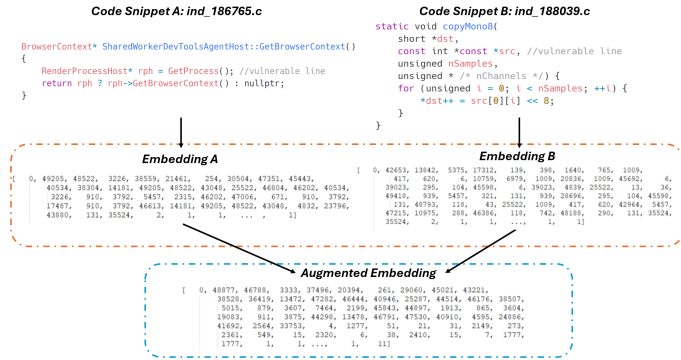 Code Snippet A: ind_186765.c
BrowserContext* SharedWorkerDevToolsAgentHost::GetBrowserContext()
{
RenderProcessHost* rph = GetProcess(); //vulnerable line
return rph ? rph->GetBrowserContext() : nullptr;
}
Code Snippet B: ind_188039.c
static void copyMono8(
short *dst,
const int *const *src, //vulnerable line
unsigned nSamples,
unsigned * /* nChannels */) {
for (unsigned i = 0; i < nSamples; ++i) {
*dst++ = src[0][i] << 8;
}
}
Embedding A
[ 0, 49205, 48522, 3226, 38559, 21461, 254, 30504, 47351, 45443,
40534, 38304, 14181, 49205, 48522, 43048, 25522, 46804, 46202, 40534,
3226, 910, 3792, 5457, 2315, 46202, 47006, 671, 910, 3792,
17487, 910, 3792, 46613, 14181, 49205, 48522, 43048, 4832, 23796,
43880, 131, 35524, 2, 1, 1, ... , 1]
Embedding B
[ 0, 42653, 13842, 5375, 17312, 139, 398, 1640, 765, 1009,
417, 620, 6, 10759, 6979, 1009, 20836, 1009, 45692, 6,
39023, 295, 104, 45598, 6, 39023, 4839, 25522, 13, 36,
49418, 939, 5457, 321, 131, 939, 28696, 295, 104, 45598,
131, 48793, 118, 43, 25522, 1009, 417, 620, 42964, 5457,
47215, 10975, 288, 46386, 118, 742, 48188, 290, 131, 35524,
35524, 2, 1, 1, ..., 1, 1]
Augmented Embedding
[ 0, 48877, 46788, 3333, 37496, 20394, 261, 29060, 45021, 43221,
38528, 36419, 13472, 47282, 46444, 40946, 25287, 44514, 46176, 38507,
5015, 879, 3607, 7464, 2199, 45843, 44897, 1913, 865, 3604,
19083, 911, 3875, 44298, 13478, 46791, 47530, 40910, 4595, 24886,
41692, 2564, 33753, 4, 1277, 51, 21, 31, 2149, 273,
2361, 549, 15, 2320, 6, 38, 2410, 15, 7, 1777,
1777, 1, 1, ..., 1, 11]